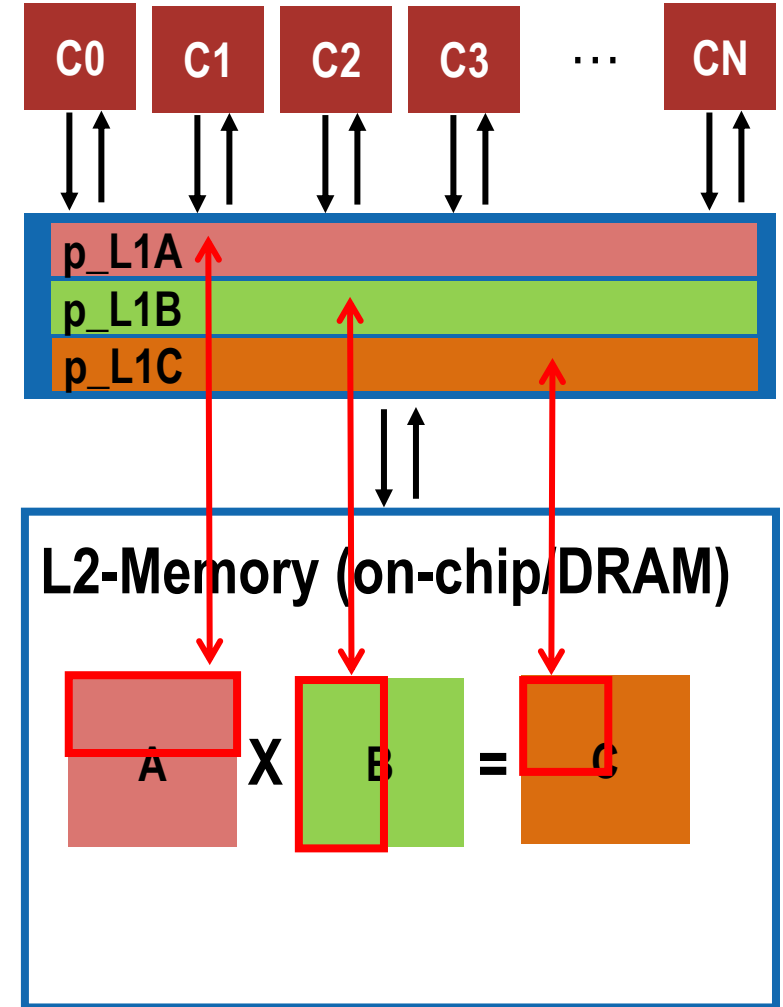 C0 C1 C2 C3 ... CN
p_L1A
p_L1B
p_L1C
L2-Memory (on-chip/DRAM)
A X B = C